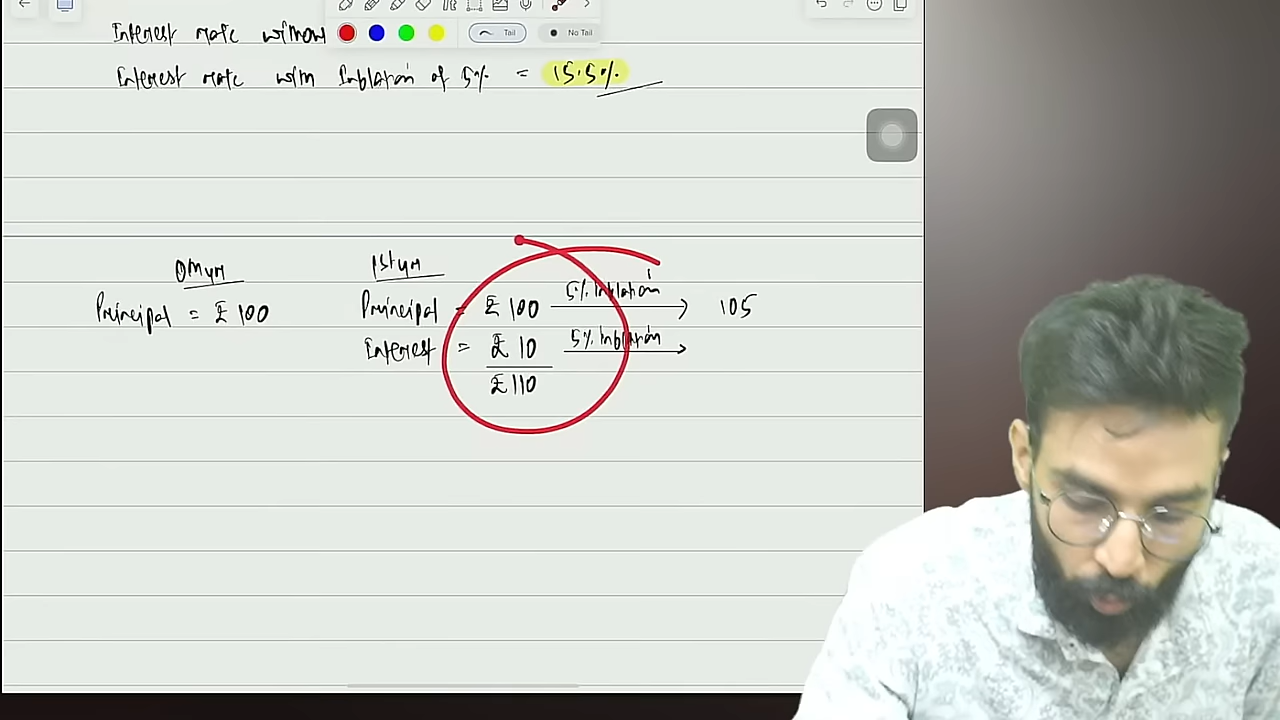 Interest rate without
Interest rate with Inflation of 5% = 15.5%
Tail
No Tail
0th yr
Principal = ₹ 100
1st yr
Principal = ₹ 100 5% Inflation 105
Interest = ₹ 10 5% Inflation
₹ 110